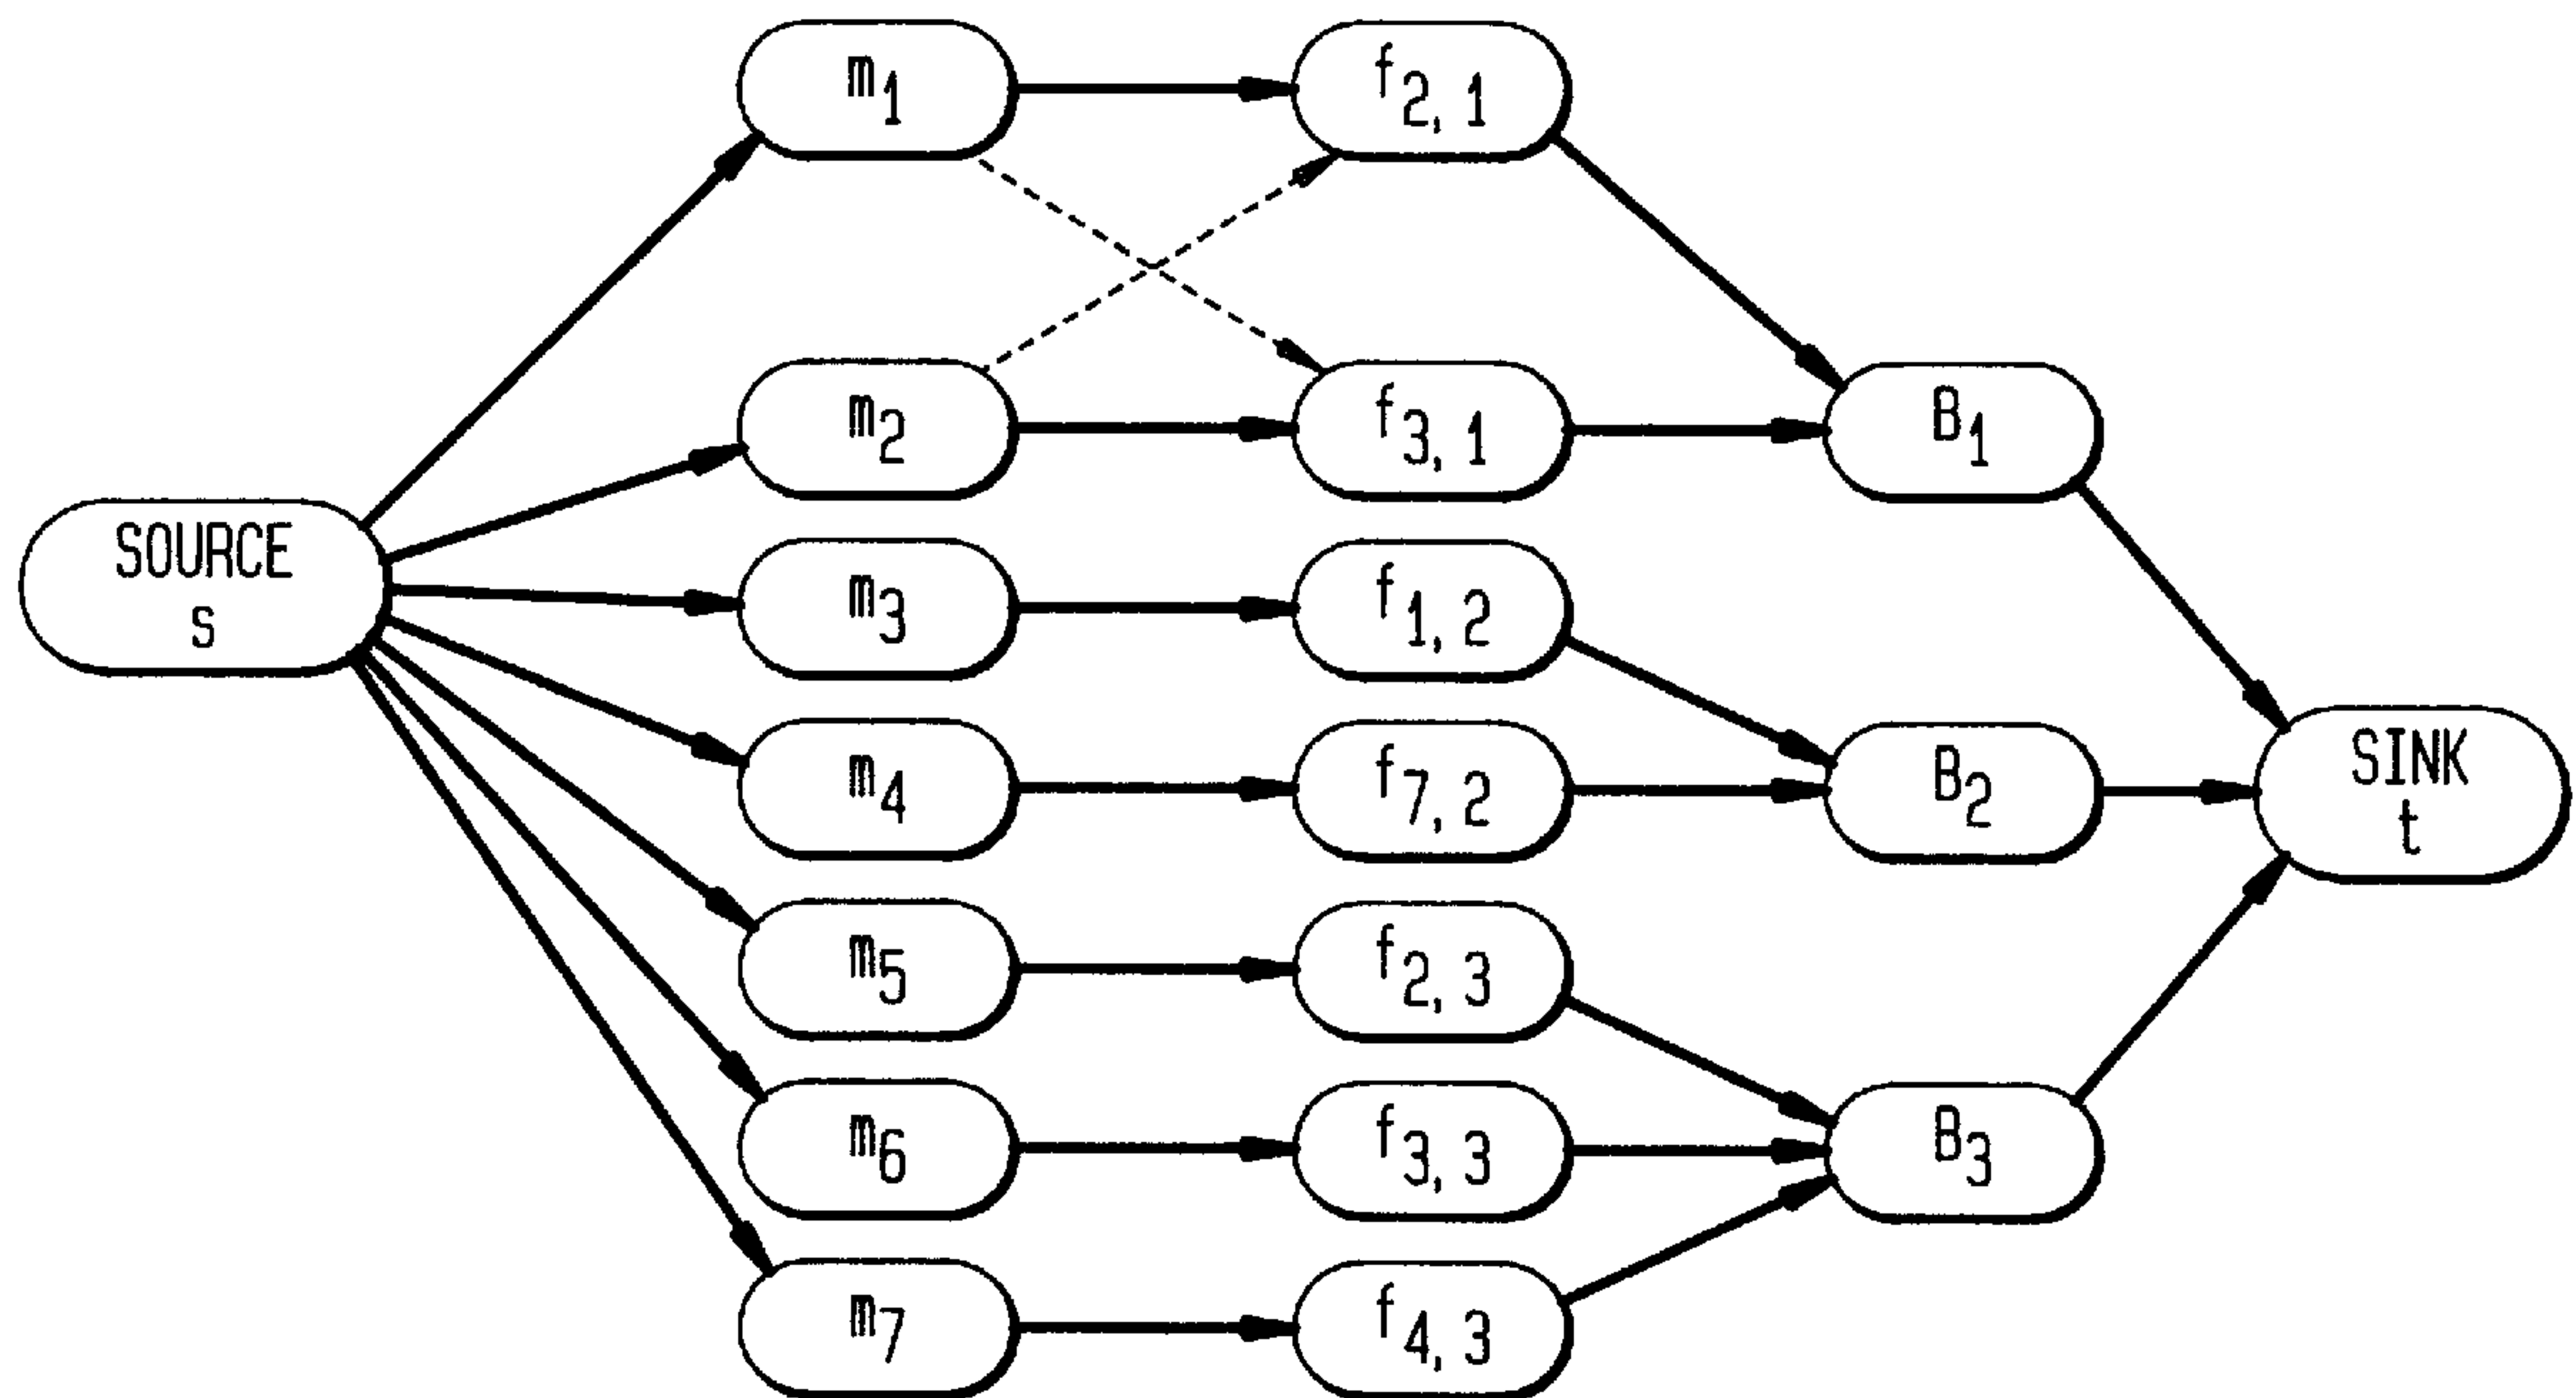 SOURCE
s
m1
m2
m3
m4
m5
m6
m7
f2, 1
f3, 1
f1, 2
f7, 2
f2, 3
f3, 3
f4, 3
B1
B2
B3
SINK
t